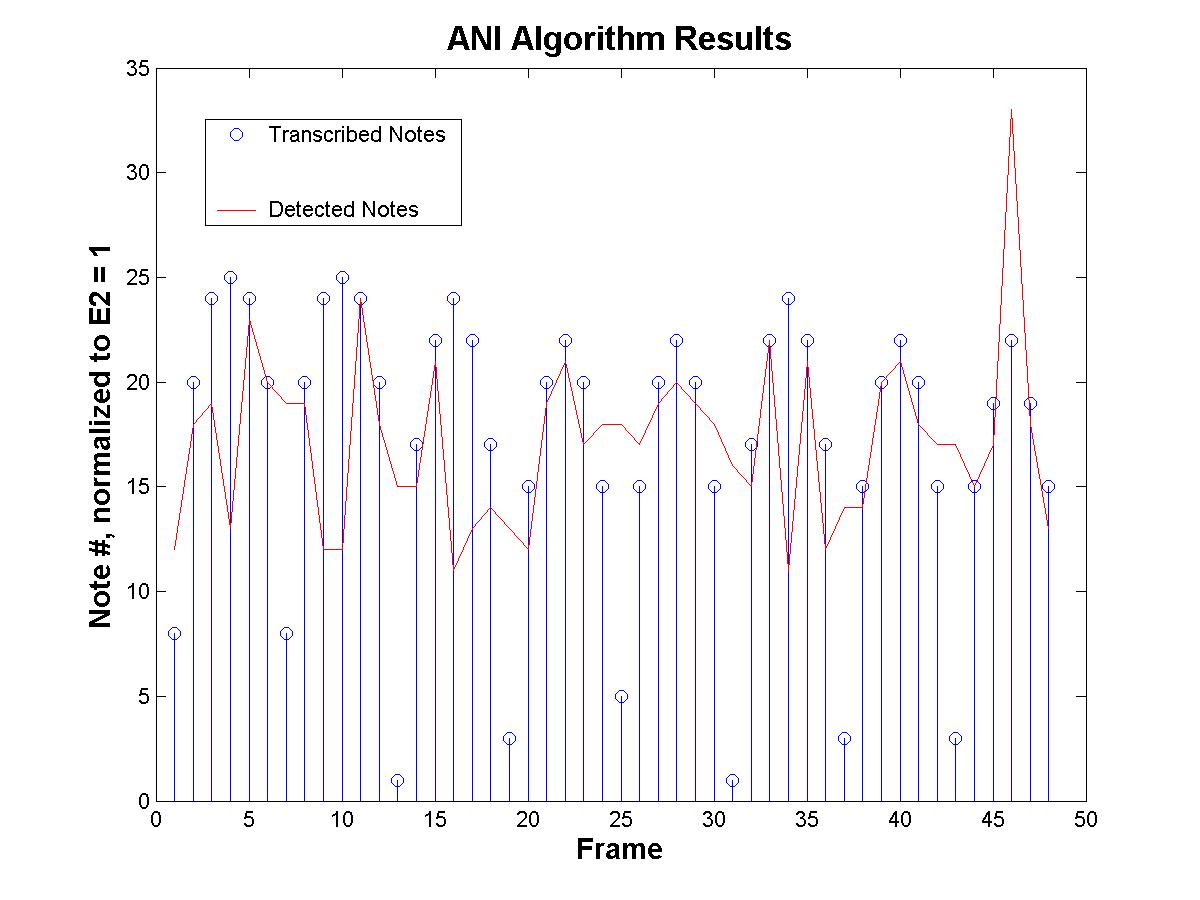 ANI Algorithm Results
35
30
25
20
15
10
5
0
Note #, normalized to E2 = 1
Transcribed Notes
Detected Notes
0 5 10 15 20 25 30 35 40 45 50
Frame